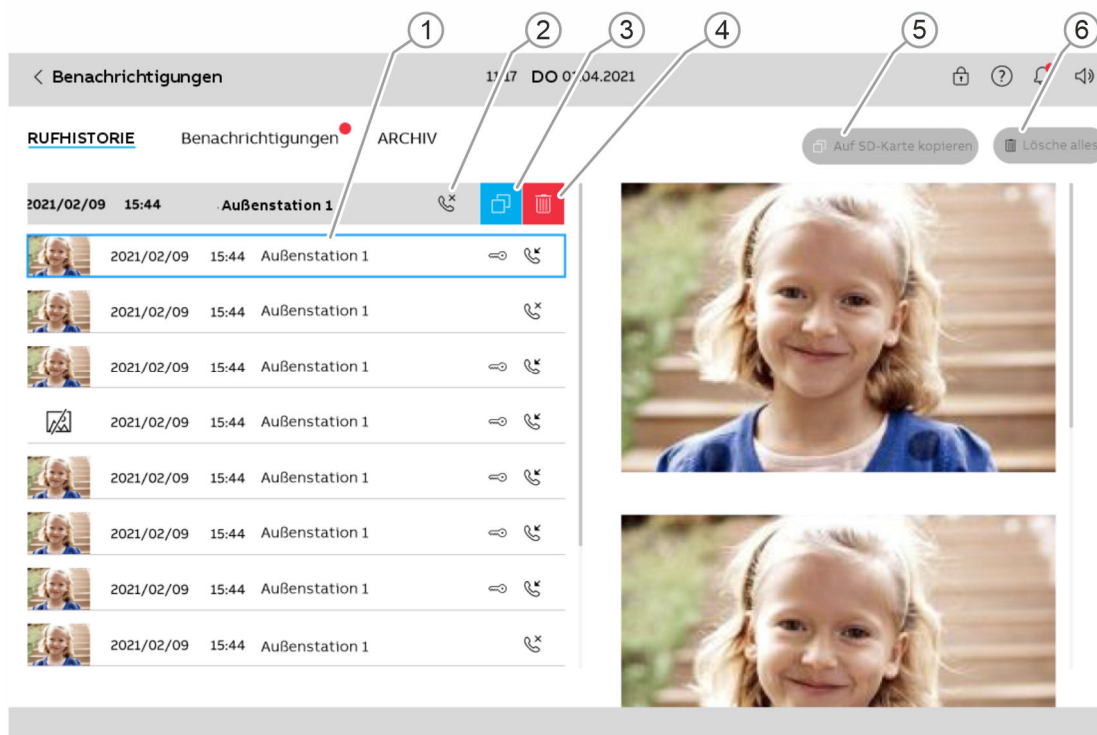 1 2 3 4 5 6
Benachrichtigungen 11:17 DO 01.04.2021
RUFHISTORIE Benachrichtigungen ARCHIV Auf SD-Karte kopieren Lösche alles
2021/02/09 15:44 Außenstation 1
2021/02/09 15:44 Außenstation 1
2021/02/09 15:44 Außenstation 1
2021/02/09 15:44 Außenstation 1
2021/02/09 15:44 Außenstation 1
2021/02/09 15:44 Außenstation 1
2021/02/09 15:44 Außenstation 1
2021/02/09 15:44 Außenstation 1
2021/02/09 15:44 Außenstation 1